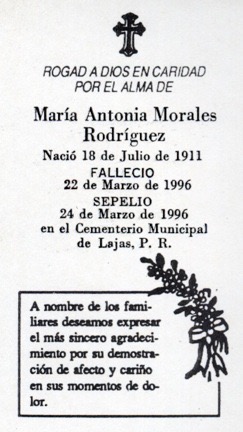 ROGAD A DIOS EN CARIDAD
POR EL ALMA DE
María Antonia Morales
Rodríguez
Nació 18 de Julio de 1911
FALLECIO
22 de Marzo de 1996
SEPELIO
24 de Marzo de 1996
en el Cementerio Municipal
de Lajas, P. R.
A nombre de los fami-
liares deseamos expresar
el más sincero agradeci-
miento por su demostra-
ción de afecto y cariño
en sus momentos de do-
lor.